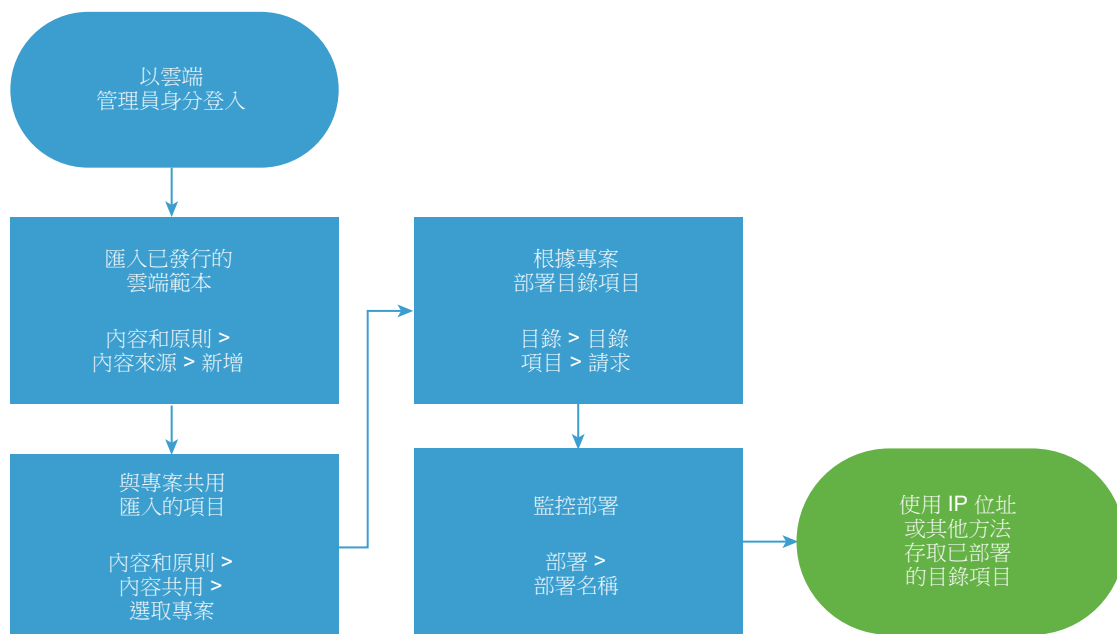 以雲端
管理員身分登入
匯入已發行的
雲端範本
內容和原則 >
內容來源 > 新增
與專案共用
匯入的項目
內容和原則 >
內容共用 >
選取專案
根據專案
部署目錄項目
目錄 > 目錄
項目 > 請求
監控部署
部署 >
部署名稱
使用 IP 位址
或其他方法
存取已部署
的目錄項目